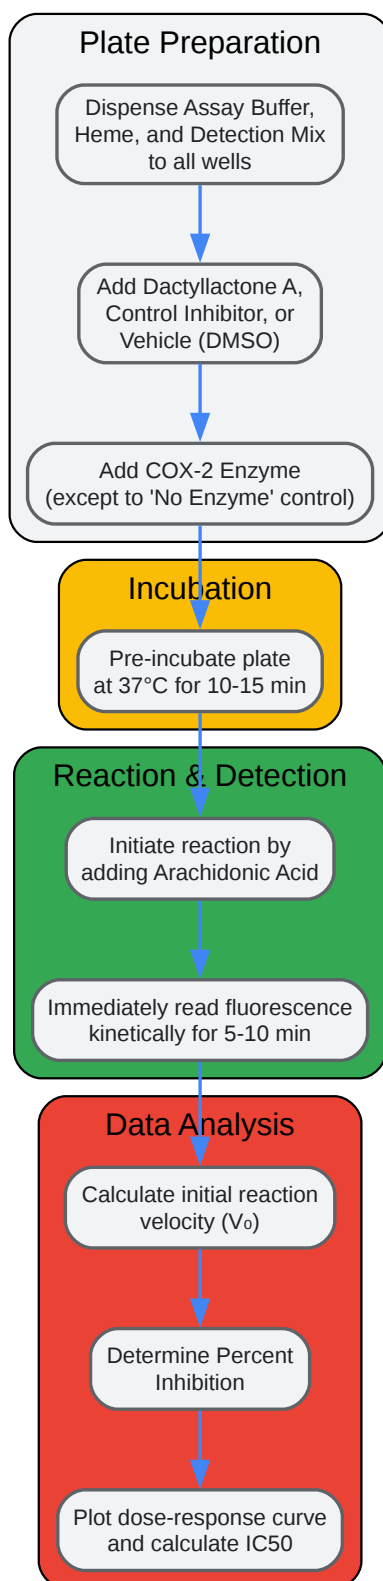 Plate Preparation
Dispense Assay Buffer,
Heme, and Detection Mix
to all wells
Add Dactyllactone A,
Control Inhibitor, or
Vehicle (DMSO)
Add COX-2 Enzyme
(except to 'No Enzyme' control)
Incubation
Pre-incubate plate
at 37°C for 10-15 min
Reaction & Detection
Initiate reaction by
adding Arachidonic Acid
Immediately read fluorescence
kinetically for 5-10 min
Data Analysis
Calculate initial reaction
velocity (V₀)
Determine Percent
Inhibition
Plot dose-response curve
and calculate IC50